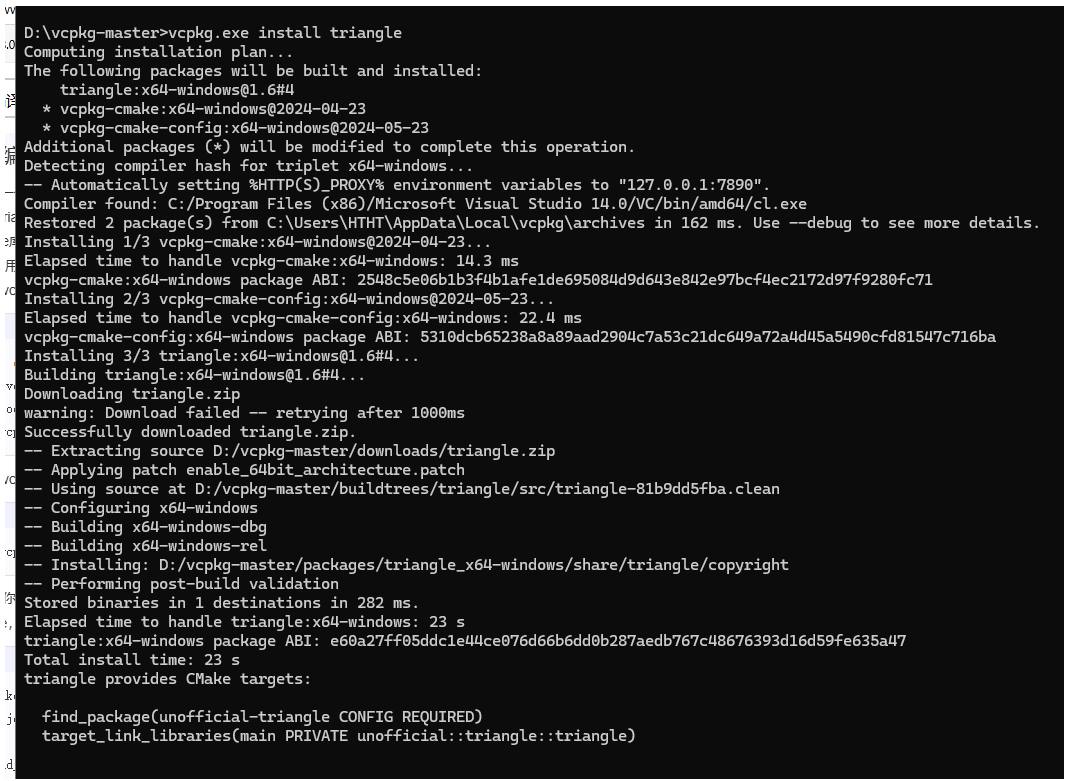 D:\vcpkg-master>vcpkg.exe install triangle
Computing installation plan...
The following packages will be built and installed:
    triangle:x64-windows@1.6#4
  * vcpkg-cmake:x64-windows@2024-04-23
  * vcpkg-cmake-config:x64-windows@2024-05-23
Additional packages (*) will be modified to complete this operation.
Detecting compiler hash for triplet x64-windows...
-- Automatically setting %HTTP(S)_PROXY% environment variables to "127.0.0.1:7890".
Compiler found: C:/Program Files (x86)/Microsoft Visual Studio 14.0/VC/bin/amd64/cl.exe
Restored 2 package(s) from C:\Users\HTHT\AppData\Local\vcpkg\archives in 162 ms. Use --debug to see more details.
Installing 1/3 vcpkg-cmake:x64-windows@2024-04-23...
Elapsed time to handle vcpkg-cmake:x64-windows: 14.3 ms
vcpkg-cmake:x64-windows package ABI: 2548c5e06b1b3f4b1afe1de695084d9d643e842e97bcf4ec2172d97f9280fc71
Installing 2/3 vcpkg-cmake-config:x64-windows@2024-05-23...
Elapsed time to handle vcpkg-cmake-config:x64-windows: 22.4 ms
vcpkg-cmake-config:x64-windows package ABI: 5310dcb65238a8a89aad2904c7a53c21dc649a72a4d45a5490cfd81547c716ba
Installing 3/3 triangle:x64-windows@1.6#4...
Building triangle:x64-windows@1.6#4...
Downloading triangle.zip
warning: Download failed -- retrying after 1000ms
Successfully downloaded triangle.zip.
-- Extracting source D:/vcpkg-master/downloads/triangle.zip
-- Applying patch enable_64bit_architecture.patch
-- Using source at D:/vcpkg-master/buildtrees/triangle/src/triangle-81b9dd5fba.clean
-- Configuring x64-windows
-- Building x64-windows-dbg
-- Building x64-windows-rel
-- Installing: D:/vcpkg-master/packages/triangle_x64-windows/share/triangle/copyright
-- Performing post-build validation
Stored binaries in 1 destinations in 282 ms.
Elapsed time to handle triangle:x64-windows: 23 s
triangle:x64-windows package ABI: e60a27ff05ddc1e44ce076d66b6dd0b287aedb767c48676393d16d59fe635a47
Total install time: 23 s
triangle provides CMake targets:
  find_package(unofficial-triangle CONFIG REQUIRED)
  target_link_libraries(main PRIVATE unofficial::triangle::triangle)